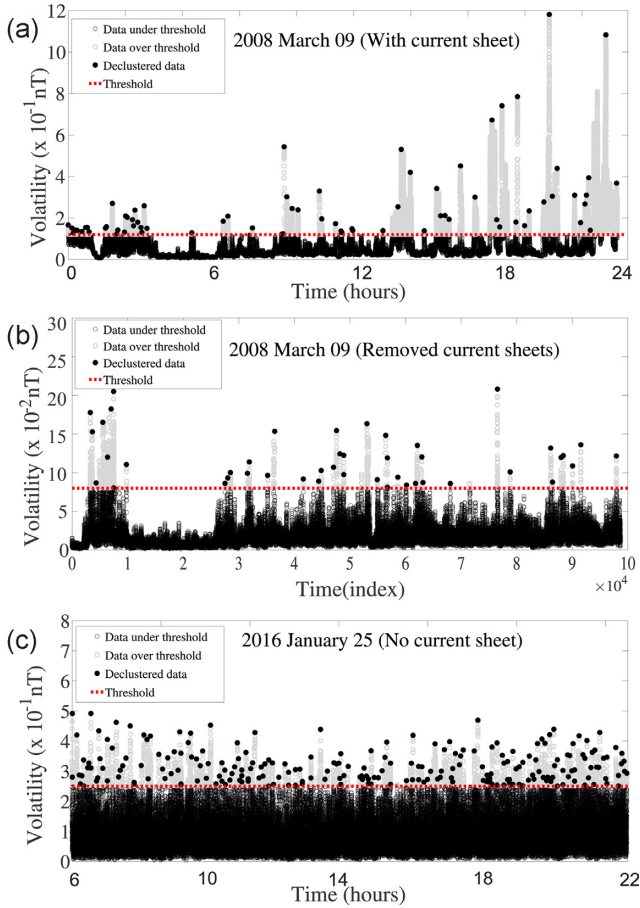 (a)
2008 March 09 (With current sheet)
Data under threshold
Data over threshold
Declustered data
Threshold
Volatility (x 10⁻¹nT)
12
10
8
6
4
2
0
0 6 12 18 24
Time (hours)
(b)
2008 March 09 (Removed current sheets)
Data under threshold
Data over threshold
Declustered data
Threshold
Volatility (x 10⁻²nT)
30
25
20
15
10
5
0
0 1 2 3 4 5 6 7 8 9 10
×10⁴
Time(index)
(c)
2016 January 25 (No current sheet)
Data under threshold
Data over threshold
Declustered data
Threshold
Volatility (x 10⁻¹nT)
8
7
6
5
4
3
2
1
0
6 10 14 18 22
Time (hours)